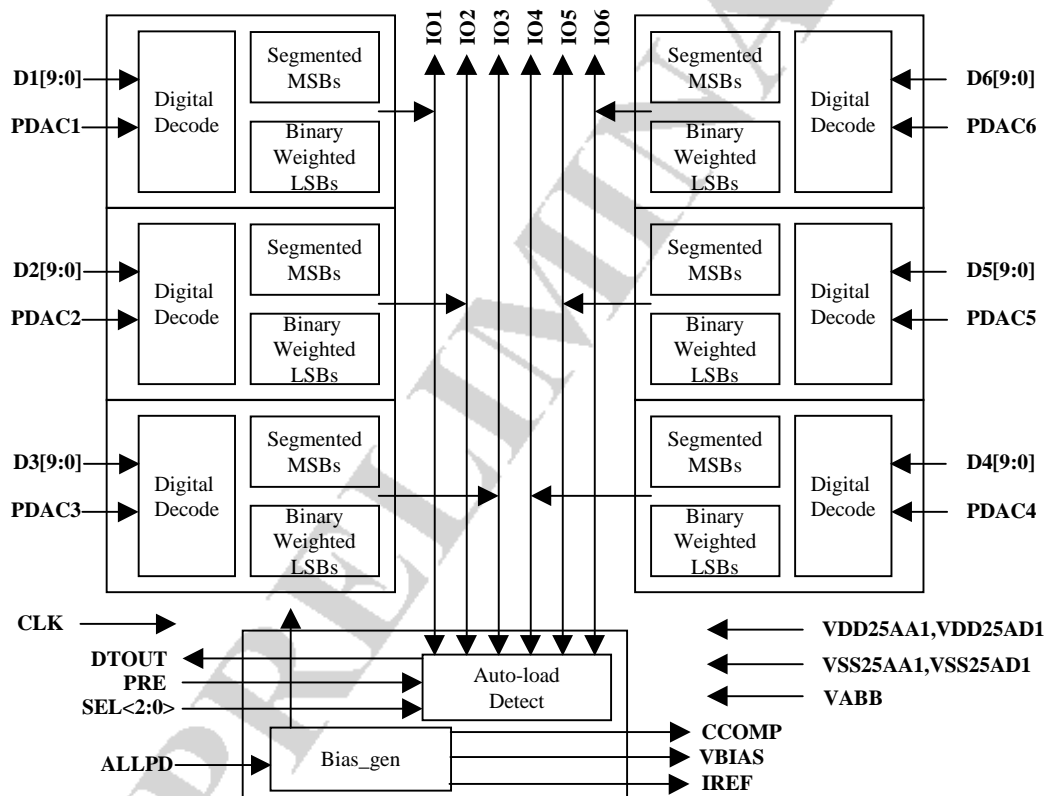 IO1
IO2
IO3
IO4
IO5
IO6
D1[9:0]
PDAC1
Digital
Decode
Segmented
MSBs
Binary
Weighted
LSBs
Segmented
MSBs
Binary
Weighted
LSBs
Digital
Decode
D6[9:0]
PDAC6
D2[9:0]
PDAC2
Digital
Decode
Segmented
MSBs
Binary
Weighted
LSBs
Segmented
MSBs
Binary
Weighted
LSBs
Digital
Decode
D5[9:0]
PDAC5
D3[9:0]
PDAC3
Digital
Decode
Segmented
MSBs
Binary
Weighted
LSBs
Segmented
MSBs
Binary
Weighted
LSBs
Digital
Decode
D4[9:0]
PDAC4
CLK
DTOUT
PRE
SEL<2:0>
ALLPD
Auto-load
Detect
Bias_gen
VDD25AA1,VDD25AD1
VSS25AA1,VSS25AD1
VABB
CCOMP
VBIAS
IREF
PRELIMINA